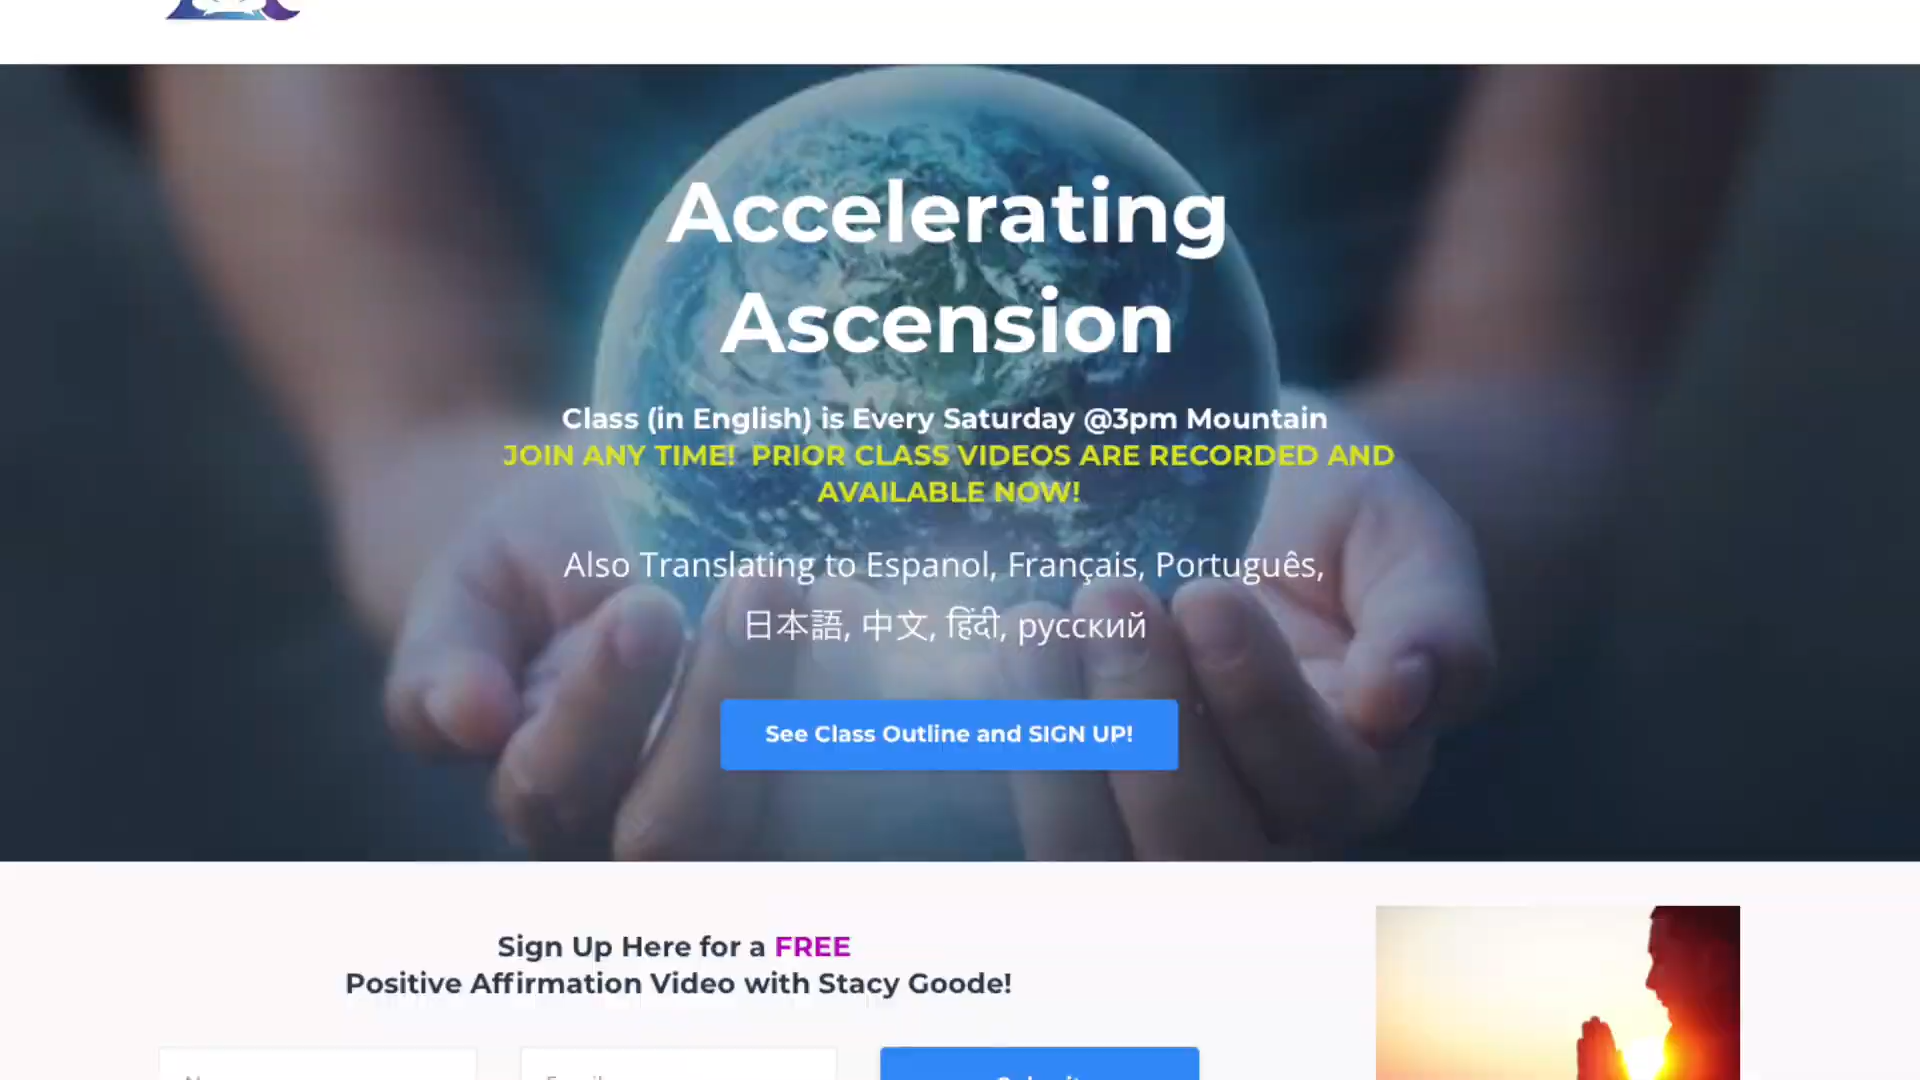 Accelerating
Ascension
Class (in English) is Every Saturday @3pm Mountain
JOIN ANY TIME! PRIOR CLASS VIDEOS ARE RECORDED AND
AVAILABLE NOW!
Also Translating to Espanol, Français, Português,
日本語, 中文, हिंदी, русский
See Class Outline and SIGN UP!
Sign Up Here for a FREE
Positive Affirmation Video with Stacy Goode!